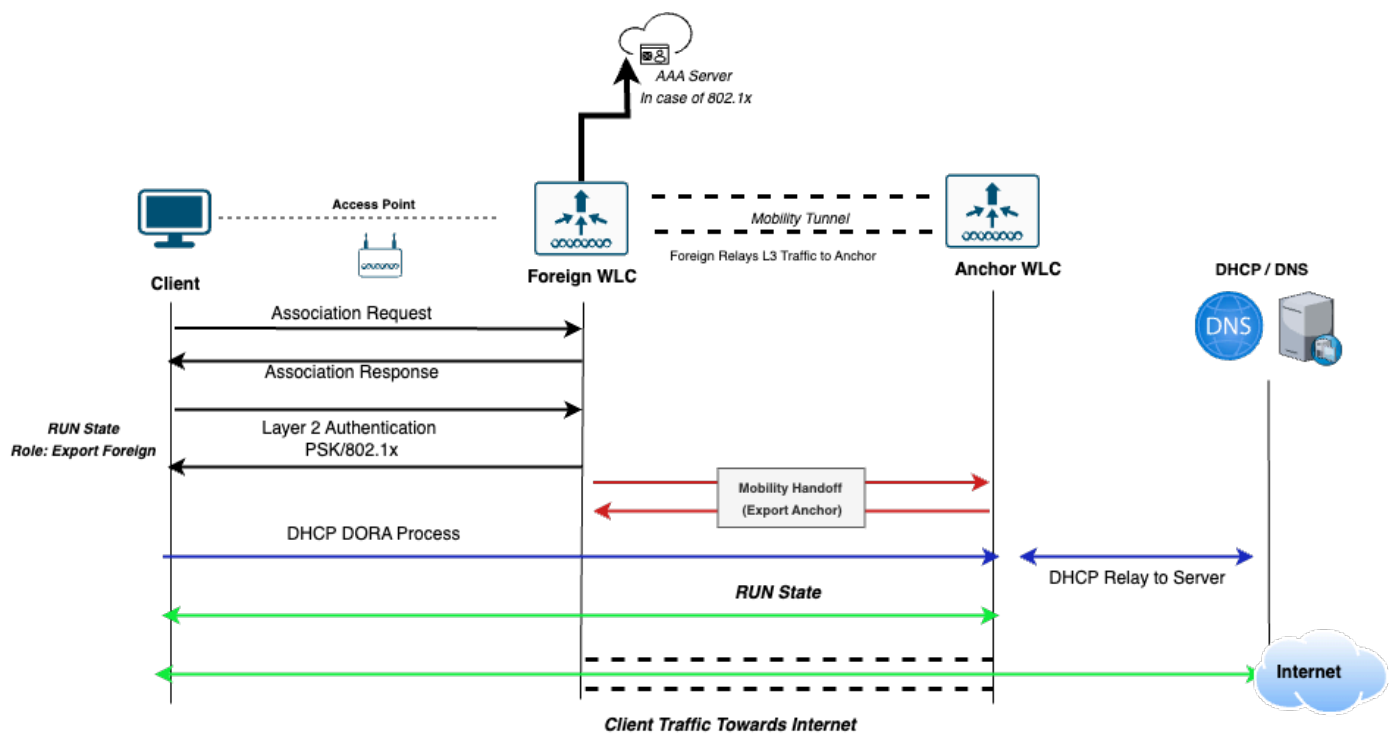 AAA Server
In case of 802.1x
Access Point
Mobility Tunnel
Foreign Relays L3 Traffic to Anchor
Client
Foreign WLC
Anchor WLC
DHCP / DNS
DNS
Association Request
Association Response
RUN State
Role: Export Foreign
Layer 2 Authentication
PSK/802.1x
Mobility Handoff
(Export Anchor)
DHCP DORA Process
DHCP Relay to Server
RUN State
Internet
Client Traffic Towards Internet